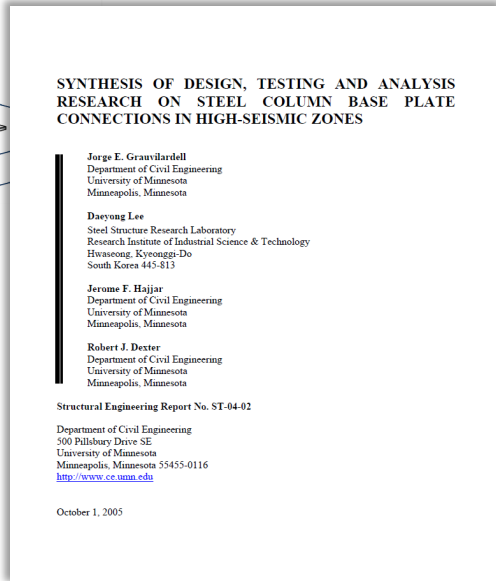 SYNTHESIS OF DESIGN, TESTING AND ANALYSIS
RESEARCH ON STEEL COLUMN BASE PLATE
CONNECTIONS IN HIGH-SEISMIC ZONES
Jorge E. Grauvilardell
Department of Civil Engineering
University of Minnesota
Minneapolis, Minnesota
Daeyong Lee
Steel Structure Research Laboratory
Research Institute of Industrial Science & Technology
Hwaseong, Kyeonggi-Do
South Korea 445-813
Jerome F. Hajjar
Department of Civil Engineering
University of Minnesota
Minneapolis, Minnesota
Robert J. Dexter
Department of Civil Engineering
University of Minnesota
Minneapolis, Minnesota
Structural Engineering Report No. ST-04-02
Department of Civil Engineering
500 Pillsbury Drive SE
University of Minnesota
Minneapolis, Minnesota 55455-0116
http://www.ce.umn.edu
October 1, 2005